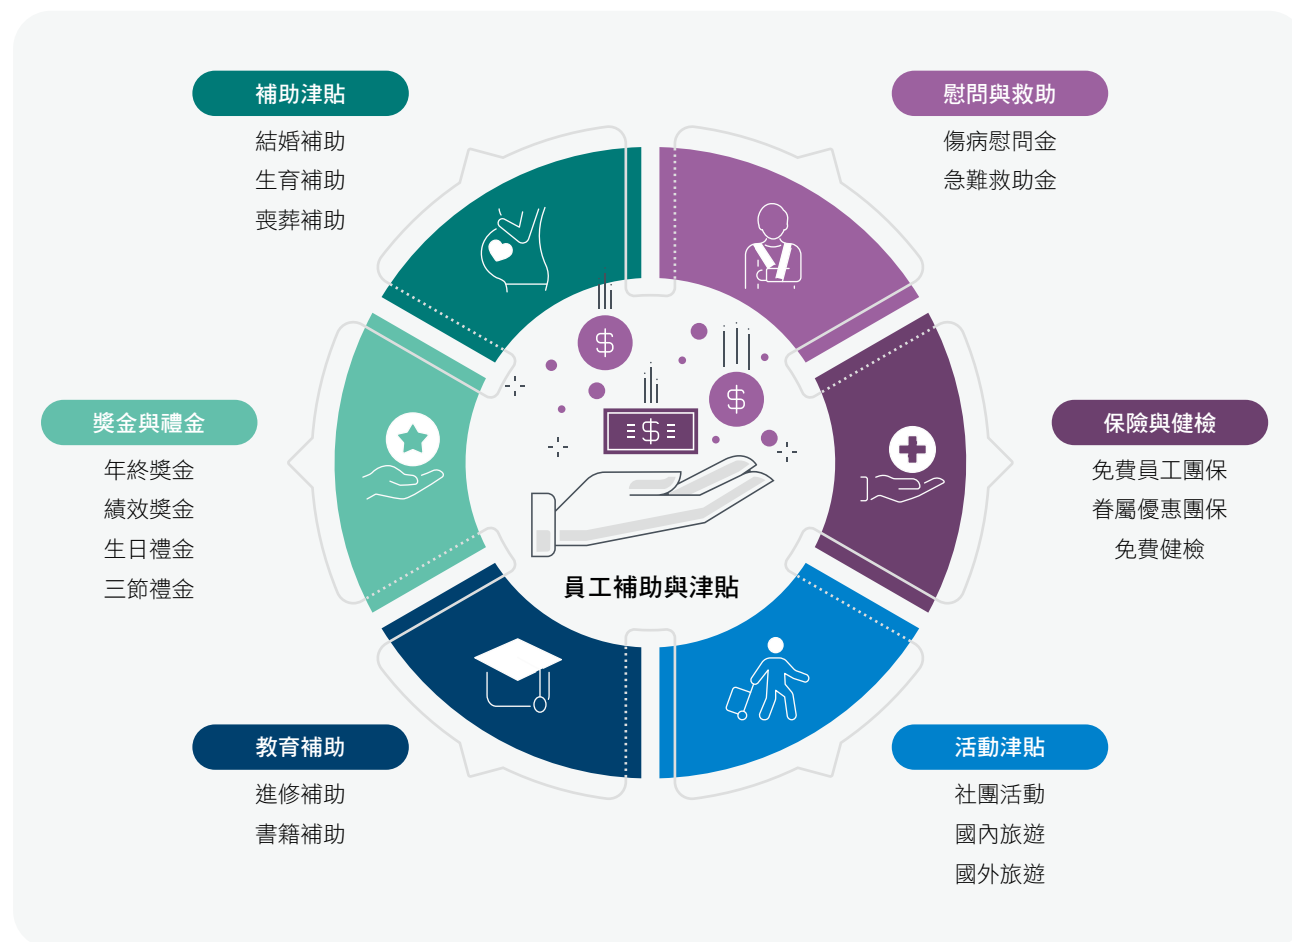 補助津貼
結婚補助
生育補助
喪葬補助
慰問與救助
傷病慰問金
急難救助金
獎金與禮金
年終獎金
績效獎金
生日禮金
三節禮金
保險與健檢
免費員工團保
眷屬優惠團保
免費健檢
$
$
$
員工補助與津貼
教育補助
進修補助
書籍補助
活動津貼
社團活動
國內旅遊
國外旅遊